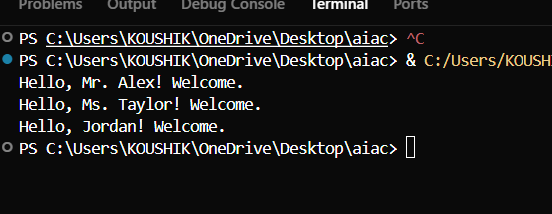 Problems Output Debug Console Terminal Ports
PS C:\Users\KOUSHIK\OneDrive\Desktop\aiac> ^C
PS C:\Users\KOUSHIK\OneDrive\Desktop\aiac> & C:/Users/KOUSH
Hello, Mr. Alex! Welcome.
Hello, Ms. Taylor! Welcome.
Hello, Jordan! Welcome.
PS C:\Users\KOUSHIK\OneDrive\Desktop\aiac>